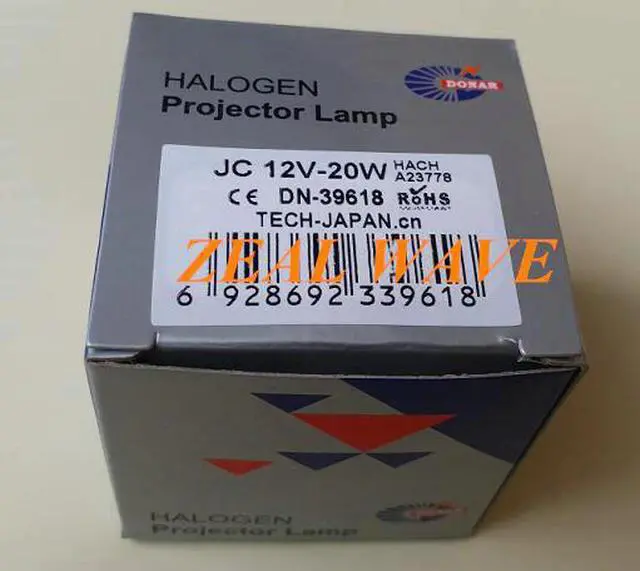 HALOGEN
Projector Lamp
DONAR
JC 12V-20W HACH
A23778
CE DN-39618 RoHS
TECH-JAPAN.cn
ZEAL WAVE
6 928692 339618
HALOGEN
Projector Lamp